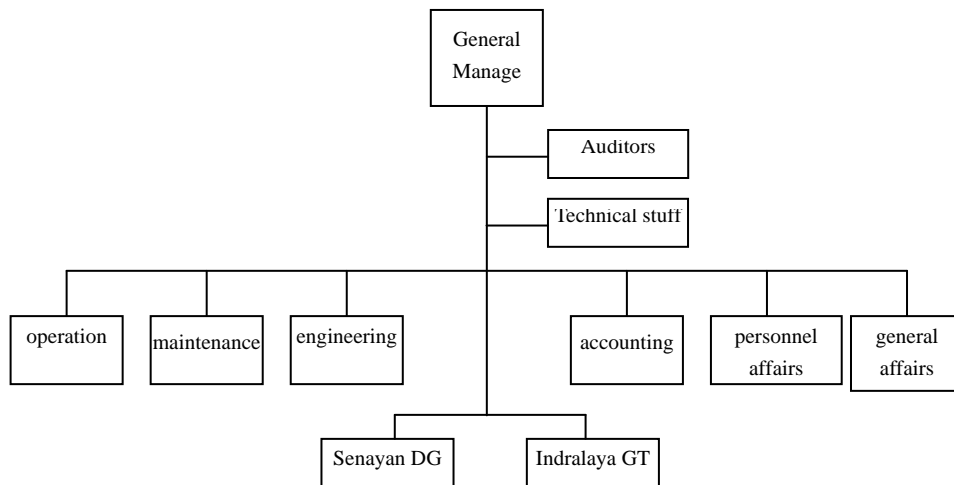 General
Manage
Auditors
Technical stuff
operation
maintenance
engineering
accounting
personnel
affairs
general
affairs
Senayan DG
Indralaya GT